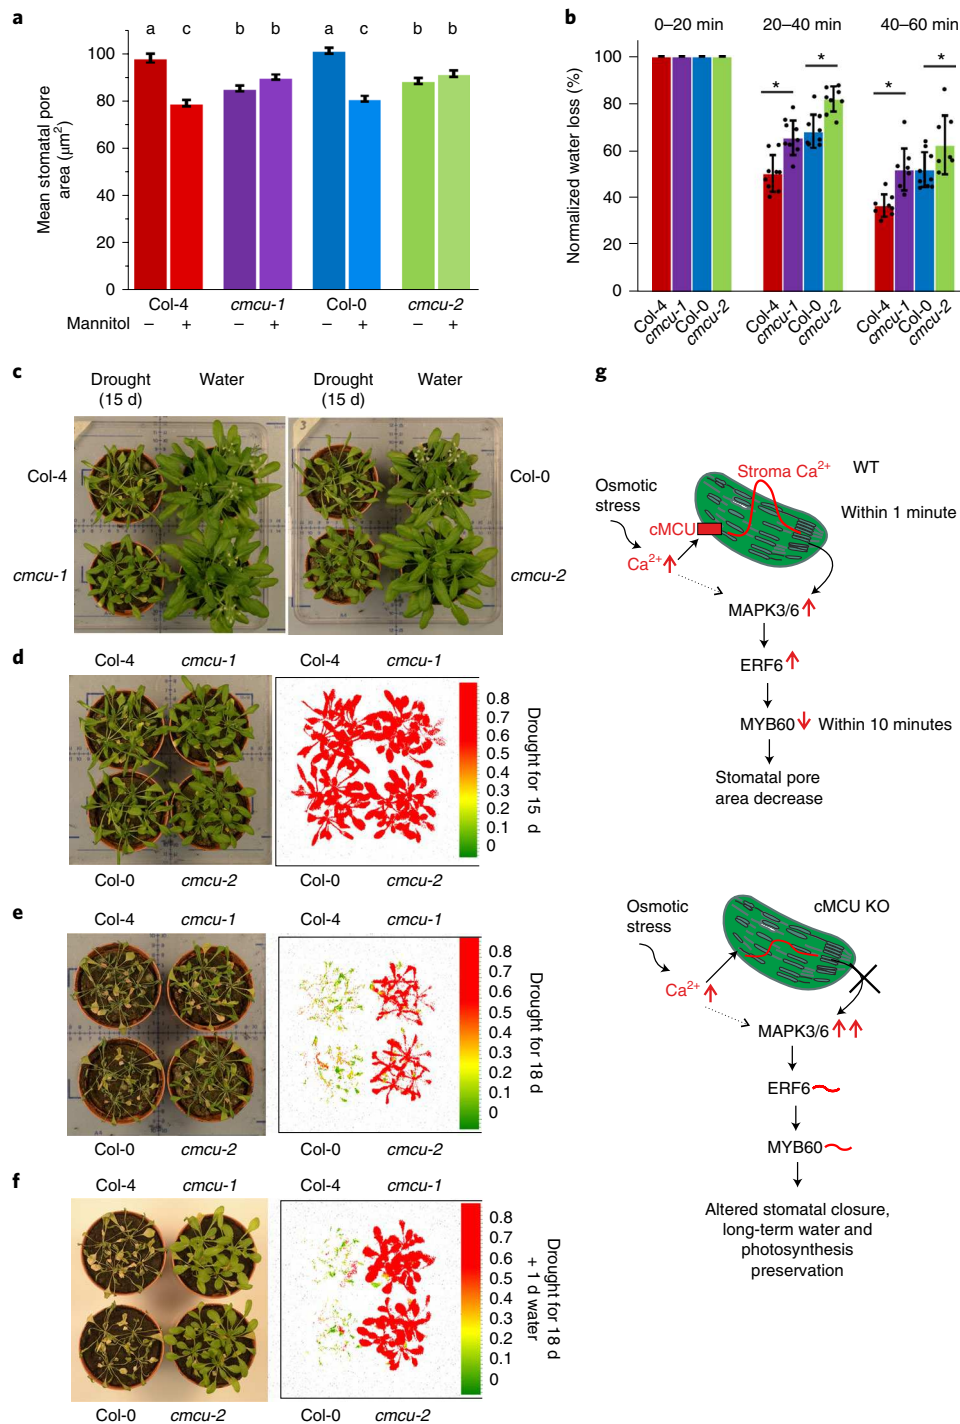 a
Mean stomatal pore
area (μm²)
100
80
60
40
20
0
a
c
b
b
a
c
b
b
Col-4
cmcu-1
Col-0
cmcu-2
Mannitol
– + – + – + – +
b
0–20 min
20–40 min
40–60 min
Normalized water loss (%)
100
80
60
40
20
0
*
*
*
*
Col-4
cmcu-1
Col-0
cmcu-2
Col-4
cmcu-1
Col-0
cmcu-2
Col-4
cmcu-1
Col-0
cmcu-2
c
Drought
(15 d)
Water
Drought
(15 d)
Water
3
Col-4
Col-0
cmcu-1
cmcu-2
d
Col-4
cmcu-1
Col-4
cmcu-1
0.8
0.7
0.6
0.5
0.4
0.3
0.2
0.1
0
Drought for 15 d
Col-0
cmcu-2
Col-0
cmcu-2
e
Col-4
cmcu-1
Col-4
cmcu-1
0.8
0.7
0.6
0.5
0.4
0.3
0.2
0.1
0
Drought for 18 d
Col-0
cmcu-2
Col-0
cmcu-2
f
Col-4
cmcu-1
Col-4
cmcu-1
0.8
0.7
0.6
0.5
0.4
0.3
0.2
0.1
0
Drought for 18 d
+ 1 d water
Col-0
cmcu-2
Col-0
cmcu-2
g
Stroma Ca²⁺
WT
Osmotic
stress
Within 1 minute
cMCU
Ca²⁺
MAPK3/6
ERF6
MYB60
Within 10 minutes
Stomatal pore
area decrease
Osmotic
stress
cMCU KO
Ca²⁺
MAPK3/6
ERF6
MYB60
Altered stomatal closure,
long-term water and
photosynthesis
preservation